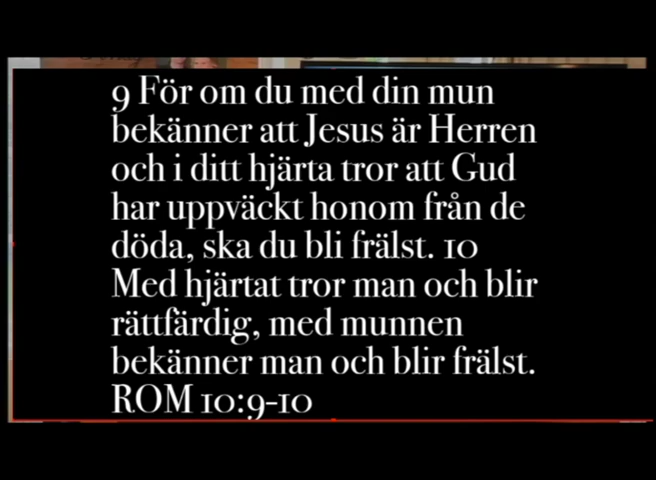 9 För om du med din mun
bekänner att Jesus är Herren
och i ditt hjärta tror att Gud
har uppväckt honom från de
döda, ska du bli frälst. 10
Med hjärtat tror man och blir
rättfärdig, med munnen
bekänner man och blir frälst.
ROM 10:9-10